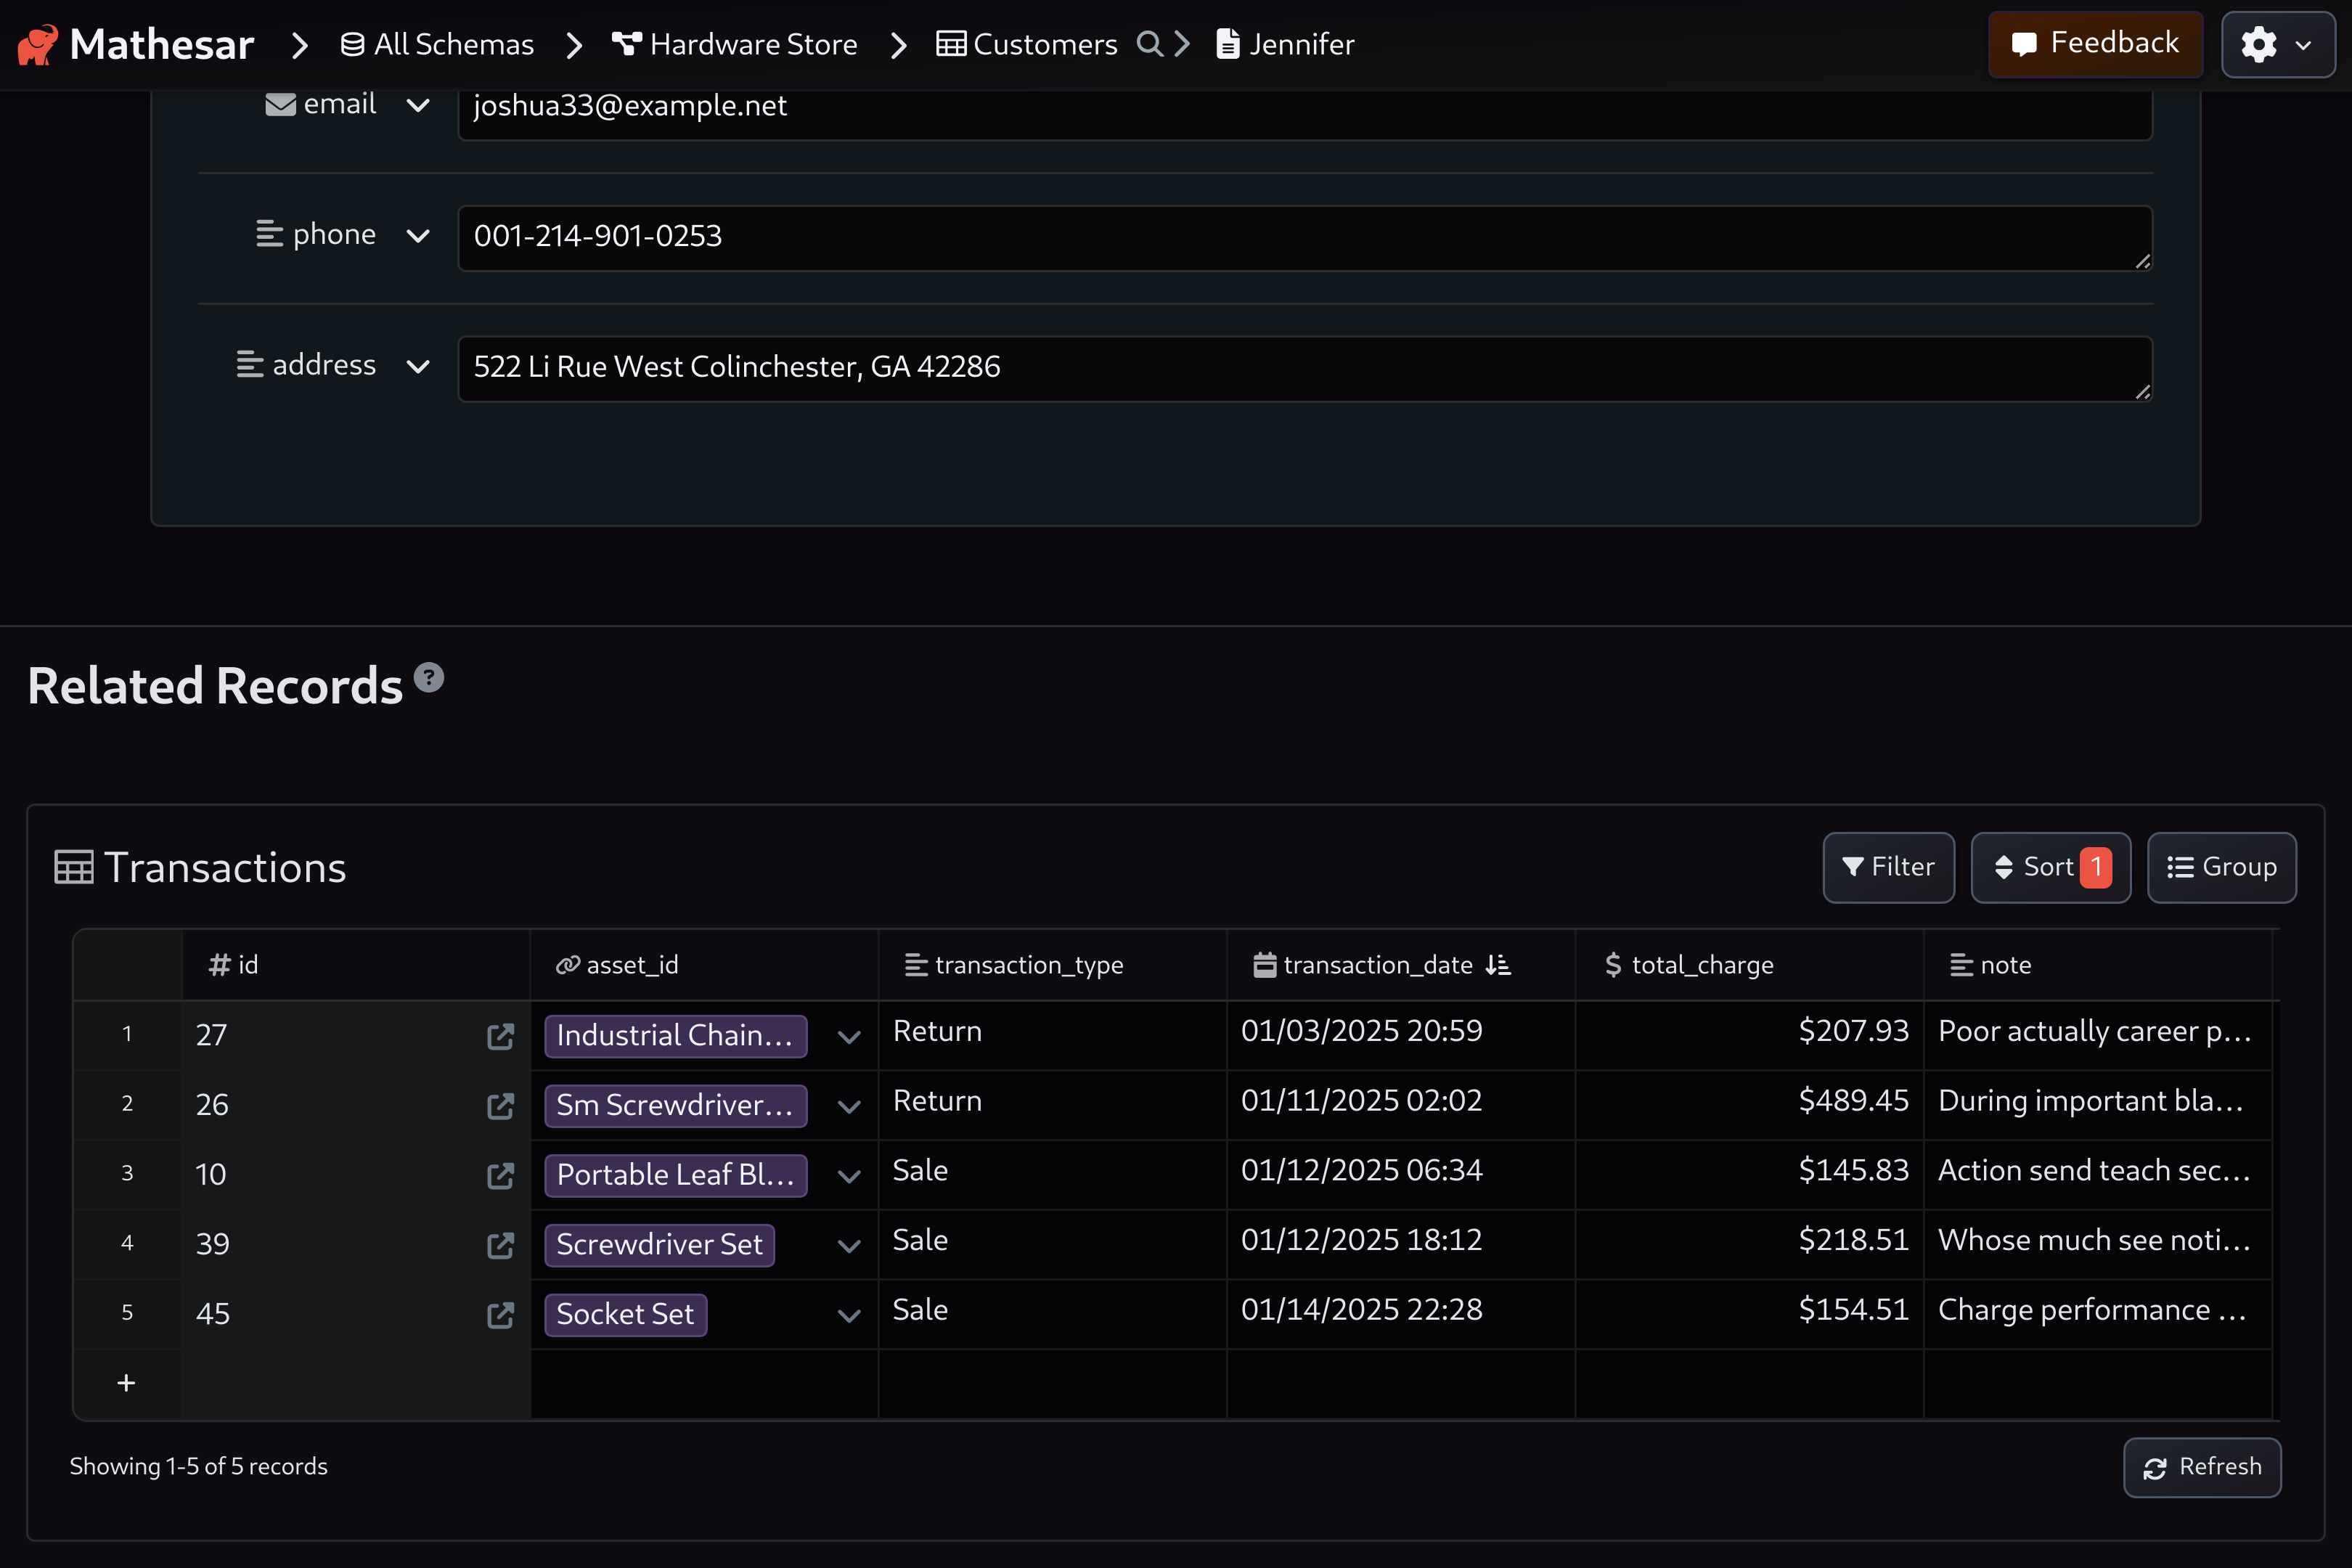 Mathesar All Schemas Hardware Store Customers Jennifer Feedback
email joshua33@example.net
phone 001-214-901-0253
address 522 Li Rue West Colinchester, GA 42286
Related Records ?
Transactions Filter Sort 1 Group
# id asset_id transaction_type transaction_date $ total_charge note
1 27 Industrial Chain... Return 01/03/2025 20:59 $207.93 Poor actually career p...
2 26 Sm Screwdriver... Return 01/11/2025 02:02 $489.45 During important bla...
3 10 Portable Leaf Bl... Sale 01/12/2025 06:34 $145.83 Action send teach sec...
4 39 Screwdriver Set Sale 01/12/2025 18:12 $218.51 Whose much see noti...
5 45 Socket Set Sale 01/14/2025 22:28 $154.51 Charge performance ...
+
Showing 1-5 of 5 records Refresh